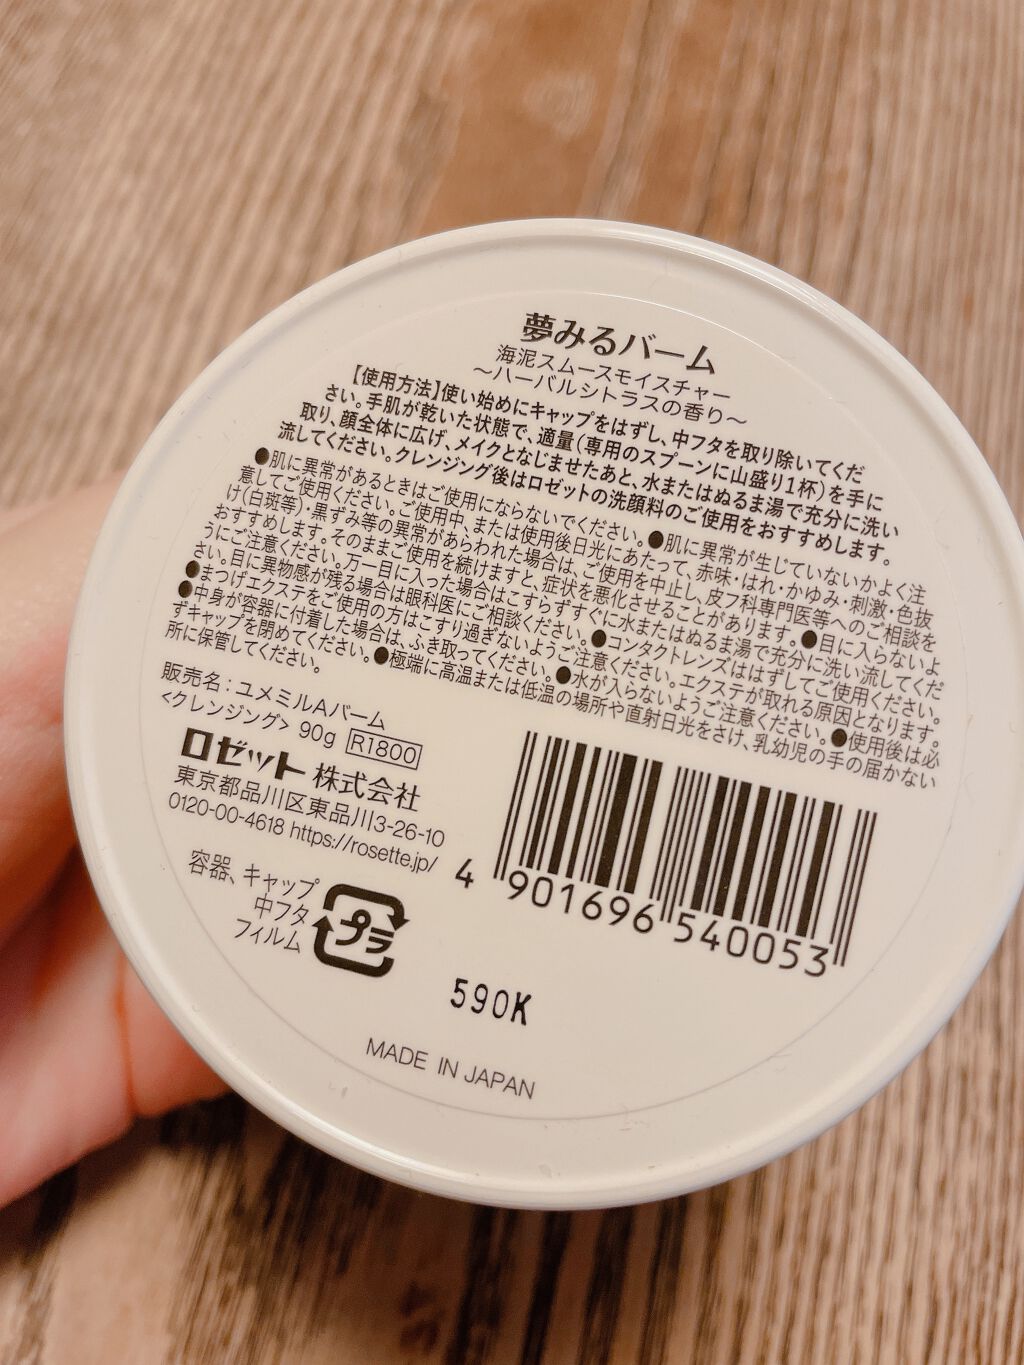 夢みるバーム
海泥スムースモイスチャー
～ハーバルシトラスの香り～
【使用方法】使い始めにキャップをはずし、中フタを取り除いてくだ
さい。手肌が乾いた状態で、適量(専用のスプーンに山盛り1杯)を手に
取り、顔全体に広げ、メイクとなじませたあと、水またはぬるま湯で充分に洗い
流してください。クレンジング後はロゼットの洗顔料のご使用をおすすめします。
●肌に異常があるときはご使用にならないでください。●肌に異常が生じていないかよく注
意してご使用ください。ご使用中、または使用後日光にあたって、赤味・はれ・かゆみ・刺激・色抜
け(白斑等)・黒ずみ等の異常があらわれた場合は、ご使用を中止し、皮フ科専門医等へのご相談を
おすすめします。そのままご使用を続けますと、症状を悪化させることがあります。●目に入らないよ
うにご注意ください。万一目に入った場合はこすらずすぐに水またはぬるま湯で充分に洗い流してくだ
さい。目に異物感が残る場合は眼科医にご相談ください。●コンタクトレンズははずしてご使用ください。
●まつげエクステをご使用の方はこすり過ぎないようご注意ください。エクステが取れる原因となります。
●中身が容器に付着した場合は、ふき取ってください。●水が入らないようご注意ください。●使用後は必
ずキャップを閉めてください。●極端に高温または低温の場所や直射日光をさけ、乳幼児の手の届かない
所に保管してください。
販売名：ユメミルAバーム
<クレンジング> 90g R1800
ロゼット 株式会社
東京都品川区東品川3-26-10
0120-00-4618 https://rosette.jp/
4 901696 540053
容器、キャップ
中フタ
フィルム
プラ
590K
MADE IN JAPAN